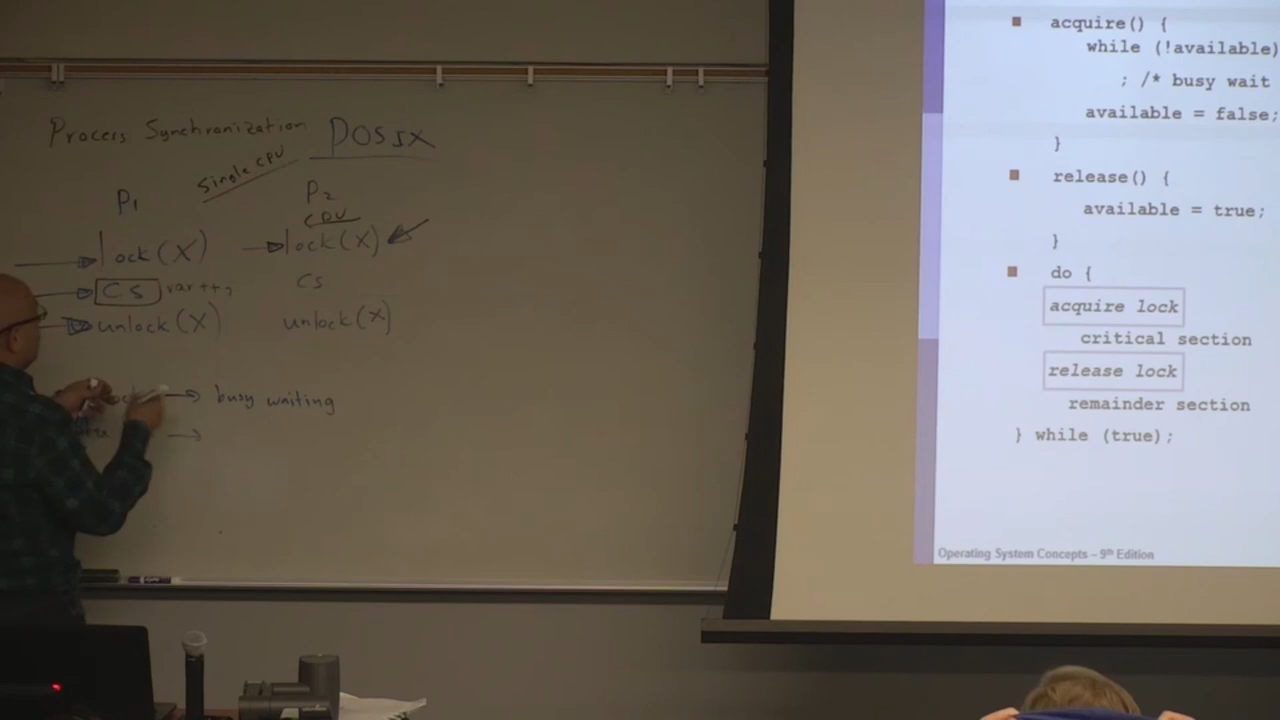 Process Synchronization POSIX
Single CPU
P1 P2
CPU
lock(X) lock(X)
CS var++; CS
unlock(X) unlock(X)
busy waiting
acquire() {
while (!available)
; /* busy wait
available = false;
}
release() {
available = true;
}
do {
acquire lock
critical section
release lock
remainder section
} while (true);
Operating System Concepts – 9th Edition